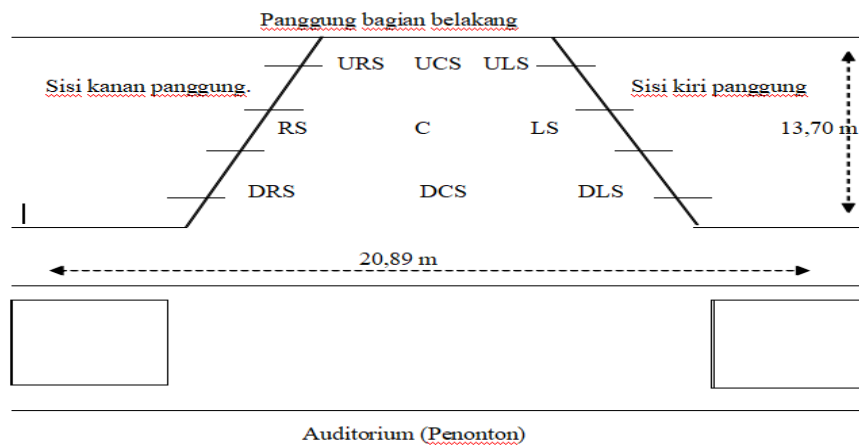 Panggung bagian belakang
URS UCS ULS
Sisi kanan panggung.
Sisi kiri panggung
RS C LS
13,70 m
DRS DCS DLS
20,89 m
Auditorium (Penonton)